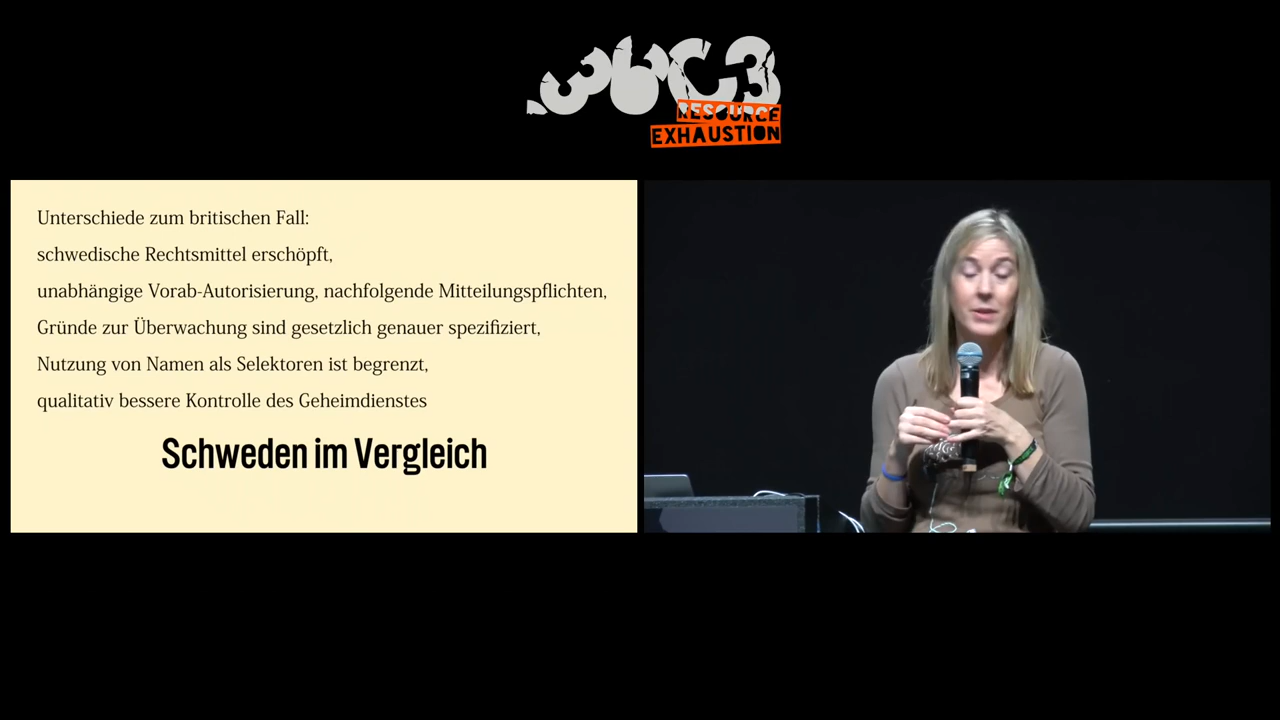 36C3
RESOURCE
EXHAUSTION
Unterschiede zum britischen Fall:
schwedische Rechtsmittel erschöpft,
unabhängige Vorab-Autorisierung, nachfolgende Mitteilungspflichten,
Gründe zur Überwachung sind gesetzlich genauer spezifiziert,
Nutzung von Namen als Selektoren ist begrenzt,
qualitativ bessere Kontrolle des Geheimdienstes
Schweden im Vergleich